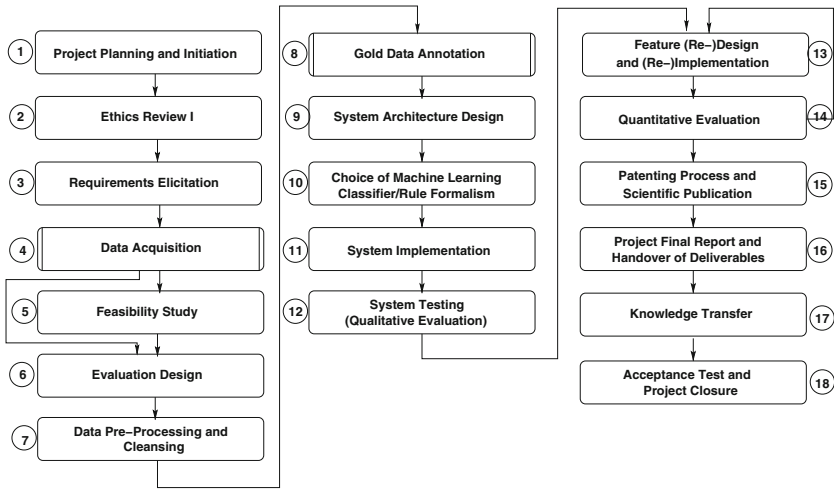 1
Project Planning and Initiation
2
Ethics Review I
3
Requirements Elicitation
4
Data Acquisition
5
Feasibility Study
6
Evaluation Design
7
Data Pre−Processing and
Cleansing
8
Gold Data Annotation
9
System Architecture Design
10
Choice of Machine Learning
Classifier/Rule Formalism
11
System Implementation
12
System Testing
(Qualitative Evaluation)
13
Feature (Re−)Design
and (Re−)Implementation
14
Quantitative Evaluation
15
Patenting Process and
Scientific Publication
16
Project Final Report and
Handover of Deliverables
17
Knowledge Transfer
18
Acceptance Test and
Project Closure